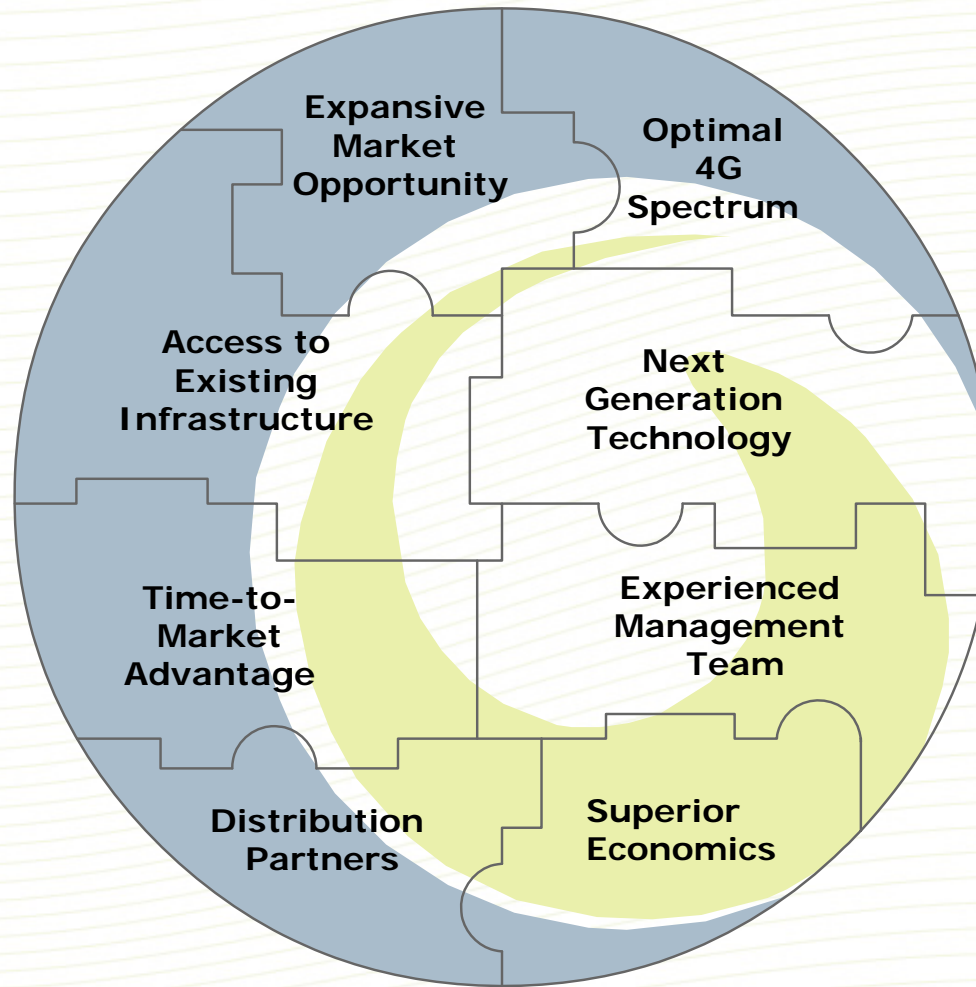 Expansive
Market
Opportunity
Optimal
4G
Spectrum
Access to
Existing
Infrastructure
Next
Generation
Technology
Time-to-
Market
Advantage
Experienced
Management
Team
Distribution
Partners
Superior
Economics